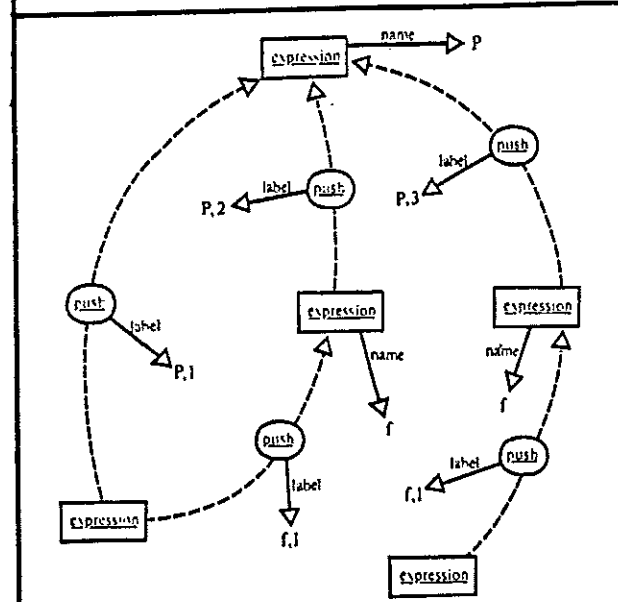 name
expression
P
push
label
P,3
label
push
P,2
push
label
P,1
expression
name
f
expression
name
f
push
label
f,1
push
label
f,1
expression
expression